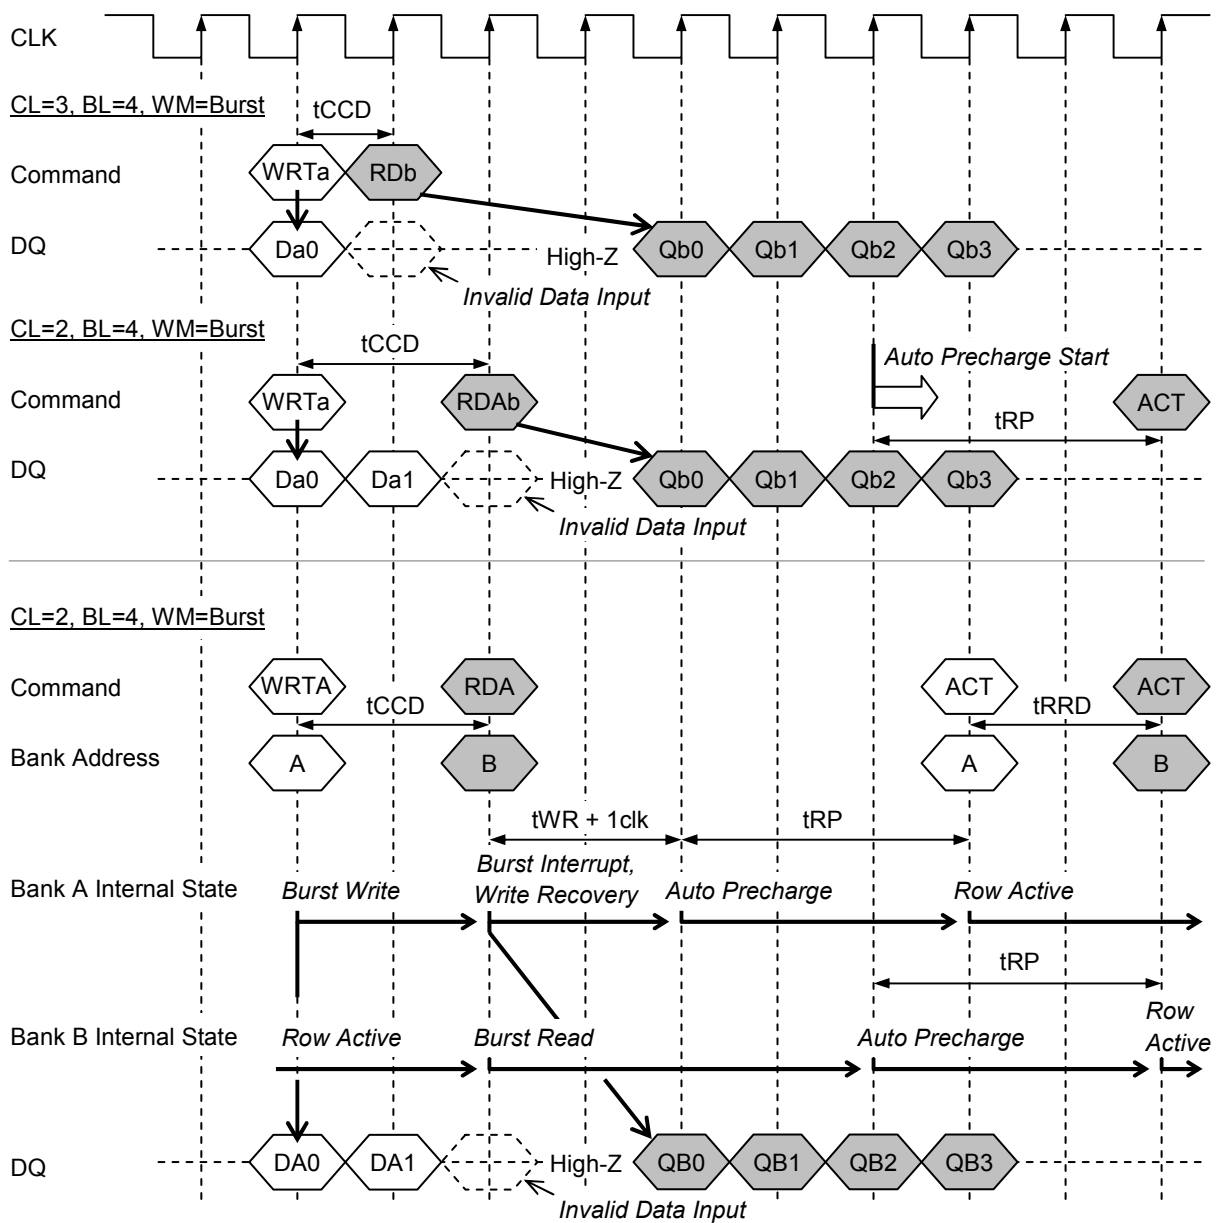 CLK
CL=3, BL=4, WM=Burst
tCCD
Command WRTa RDb
DQ Da0 High-Z Qb0 Qb1 Qb2 Qb3
Invalid Data Input
CL=2, BL=4, WM=Burst
tCCD Auto Precharge Start
Command WRTa RDAb ACT
tRP
DQ Da0 Da1 High-Z Qb0 Qb1 Qb2 Qb3
Invalid Data Input
CL=2, BL=4, WM=Burst
Command WRTA RDA ACT ACT
tCCD tRRD
Bank Address A B A B
tWR + 1clk tRP
Burst Interrupt,
Bank A Internal State Burst Write Write Recovery Auto Precharge Row Active
tRP
Row
Bank B Internal State Row Active Burst Read Auto Precharge Active
DQ DA0 DA1 High-Z QB0 QB1 QB2 QB3
Invalid Data Input